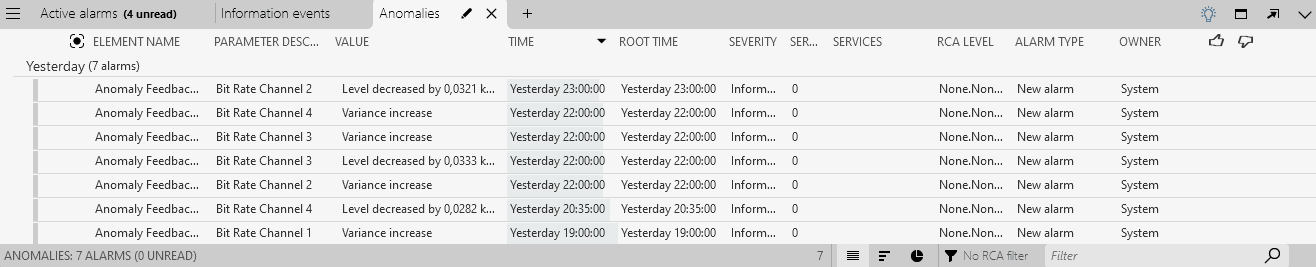 Active alarms (4 unread) Information events Anomalies
ELEMENT NAME PARAMETER DESC... VALUE TIME ROOT TIME SEVERITY SER... SERVICES RCA LEVEL ALARM TYPE OWNER
Yesterday (7 alarms)
Anomaly Feedbac... Bit Rate Channel 2 Level decreased by 0,0321 k... Yesterday 23:00:00 Yesterday 23:00:00 Inform... 0 None.Non... New alarm System
Anomaly Feedbac... Bit Rate Channel 4 Variance increase Yesterday 22:00:00 Yesterday 22:00:00 Inform... 0 None.Non... New alarm System
Anomaly Feedbac... Bit Rate Channel 3 Variance increase Yesterday 22:00:00 Yesterday 22:00:00 Inform... 0 None.Non... New alarm System
Anomaly Feedbac... Bit Rate Channel 3 Level decreased by 0,0333 k... Yesterday 22:00:00 Yesterday 22:00:00 Inform... 0 None.Non... New alarm System
Anomaly Feedbac... Bit Rate Channel 2 Variance increase Yesterday 22:00:00 Yesterday 22:00:00 Inform... 0 None.Non... New alarm System
Anomaly Feedbac... Bit Rate Channel 4 Level decreased by 0,0282 k... Yesterday 20:35:00 Yesterday 20:35:00 Inform... 0 None.Non... New alarm System
Anomaly Feedbac... Bit Rate Channel 1 Variance increase Yesterday 19:00:00 Yesterday 19:00:00 Inform... 0 None.Non... New alarm System
ANOMALIES: 7 ALARMS (0 UNREAD) 7 No RCA filter Filter